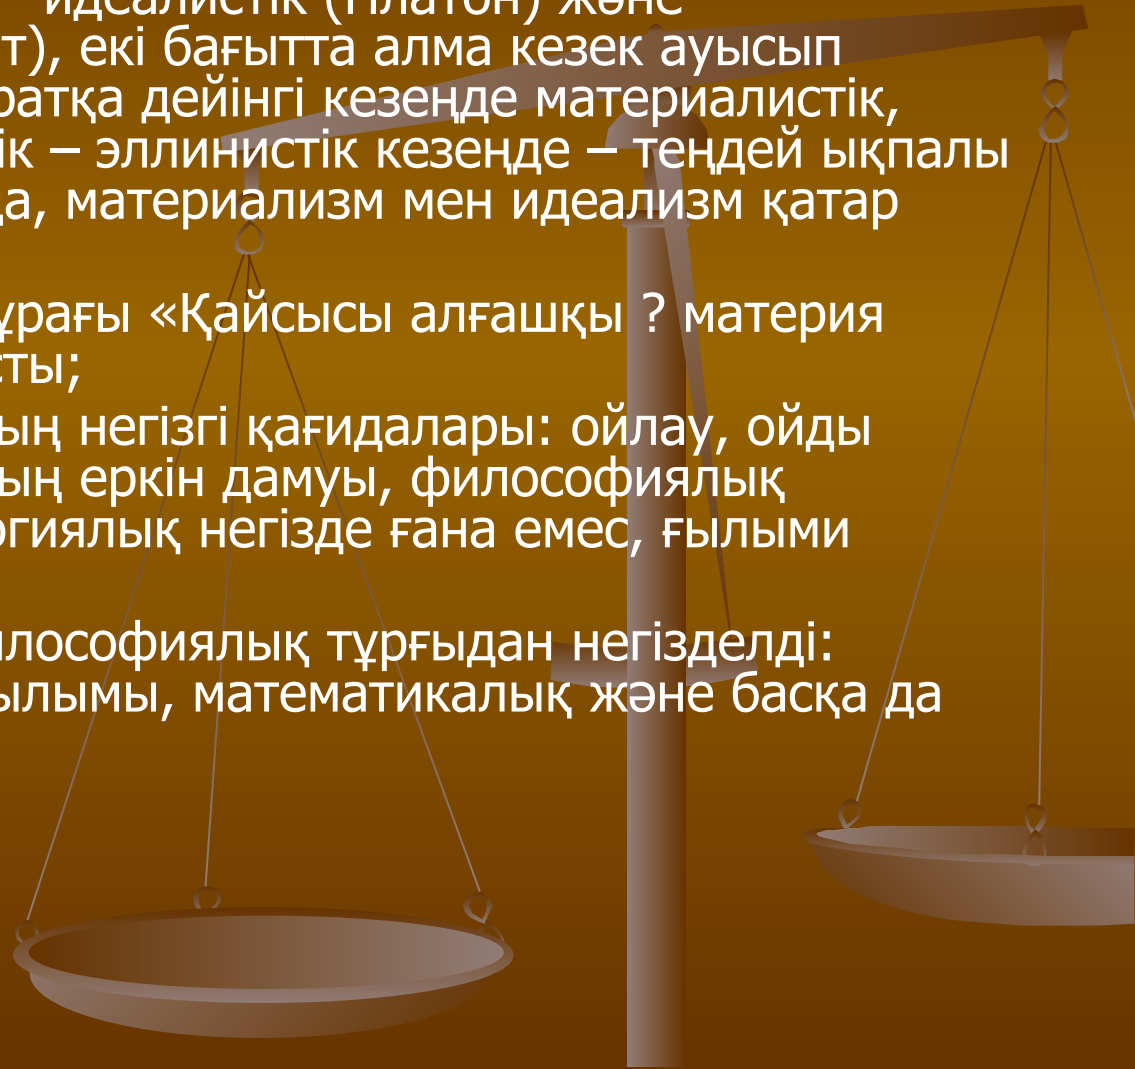 идеалистік (Платон) және
т), екі бағытта алма кезек ауысып
ратқа дейінгі кезеңде материалистік,
ік – эллинистік кезеңде – теңдей ықпалы
да, материализм мен идеализм қатар
ұрағы «Қайсысы алғашқы ? материя
сты;
ың негізгі қағидалары: ойлау, ойды
ың еркін дамуы, философиялық
огиялық негізде ғана емес, ғылыми
лософиялық тұрғыдан негізделді:
ылымы, математикалық және басқа да